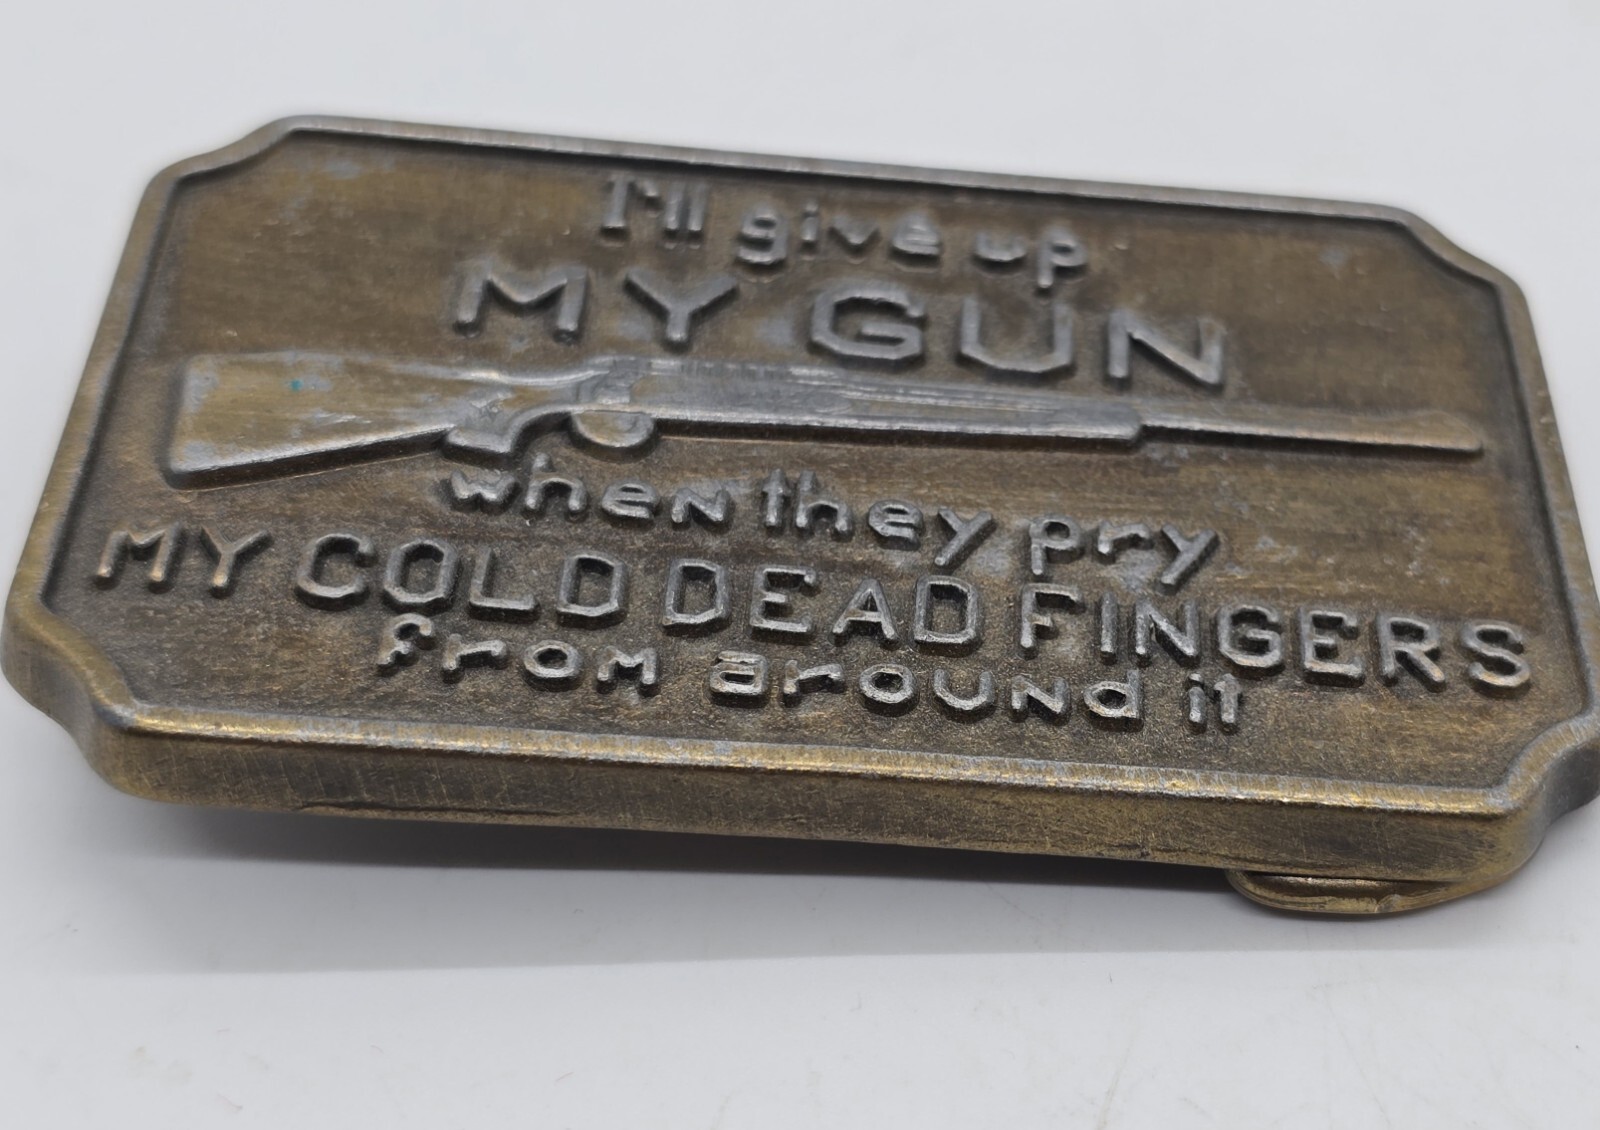 I'll give up
MY GUN
when they pry
MY COLD DEAD FINGERS
from around it